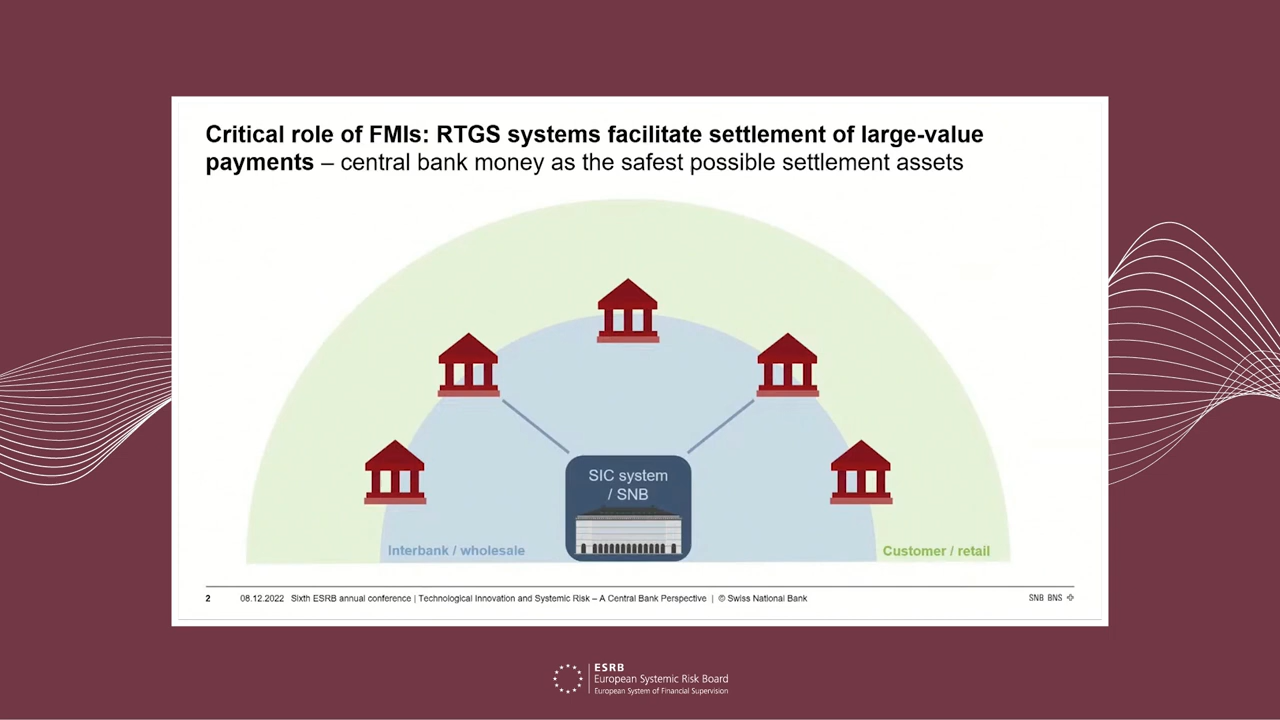 Critical role of FMIs: RTGS systems facilitate settlement of large-value
payments – central bank money as the safest possible settlement assets
SIC system
/ SNB
Interbank / wholesale
Customer / retail
2 08.12.2022 Sixth ESRB annual conference | Technological Innovation and Systemic Risk – A Central Bank Perspective | © Swiss National Bank
SNB BNS
ESRB
European Systemic Risk Board
European System of Financial Supervision